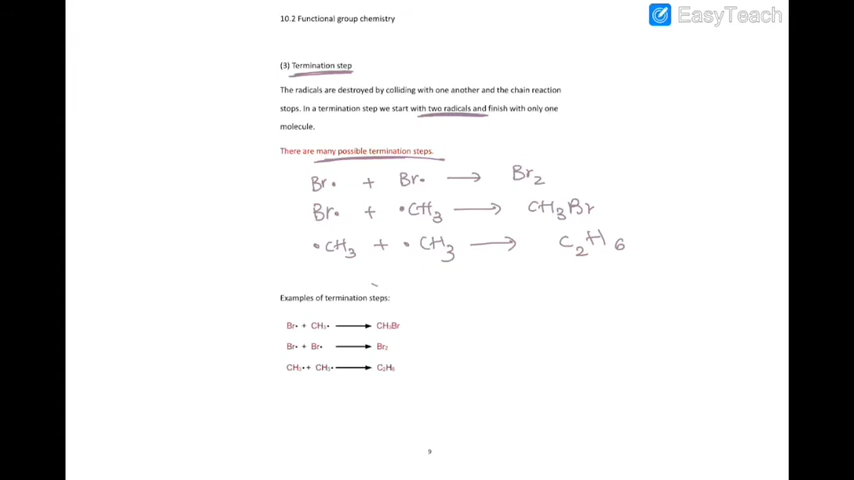 10.2 Functional group chemistry
EasyTeach
(3) Termination step
The radicals are destroyed by colliding with one another and the chain reaction
stops. In a termination step we start with two radicals and finish with only one
molecule.
There are many possible termination steps.
Br• + Br• ⟶ Br₂
Br• + •CH₃ ⟶ CH₃Br
•CH₃ + •CH₃ ⟶ C₂H₆
Examples of termination steps:
Br• + CH₃• ⟶ CH₃Br
Br• + Br• ⟶ Br₂
CH₃• + CH₃• ⟶ C₂H₆
9